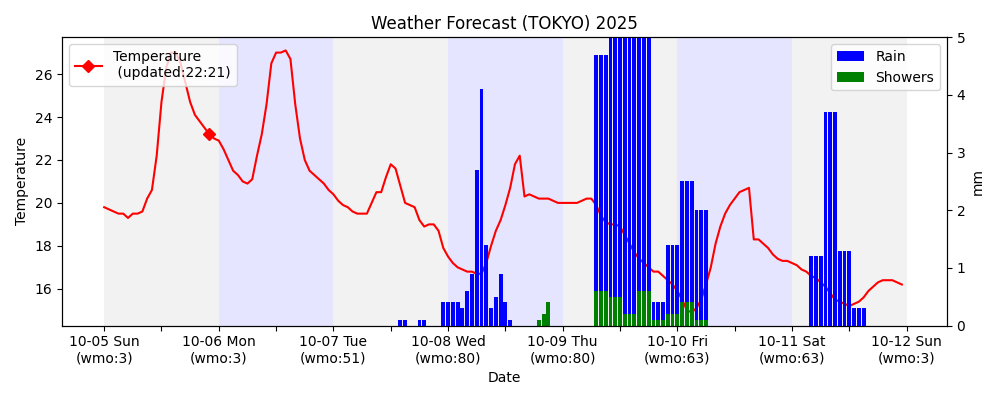 Weather Forecast (TOKYO) 2025
Temperature
(updated:22:21)
Rain
Showers
Temperature
26
24
22
20
18
16
5
4
3
2
1
0
mm
10-05 Sun
(wmo:3)
10-06 Mon
(wmo:3)
10-07 Tue
(wmo:51)
10-08 Wed
(wmo:80)
10-09 Thu
(wmo:80)
10-10 Fri
(wmo:63)
10-11 Sat
(wmo:63)
10-12 Sun
(wmo:3)
Date